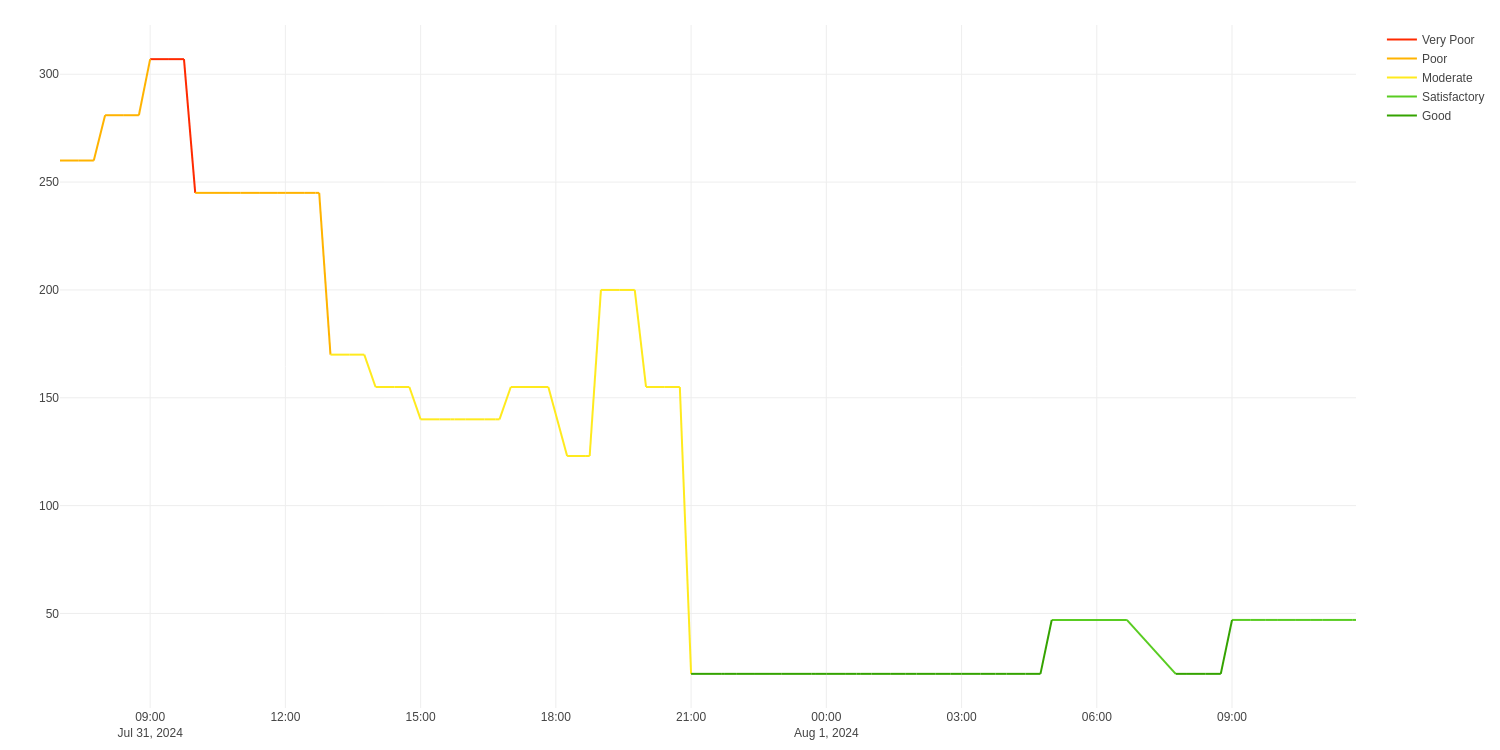 300
250
200
150
100
50
09:00
Jul 31, 2024
12:00
15:00
18:00
21:00
00:00
Aug 1, 2024
03:00
06:00
09:00
Very Poor
Poor
Moderate
Satisfactory
Good